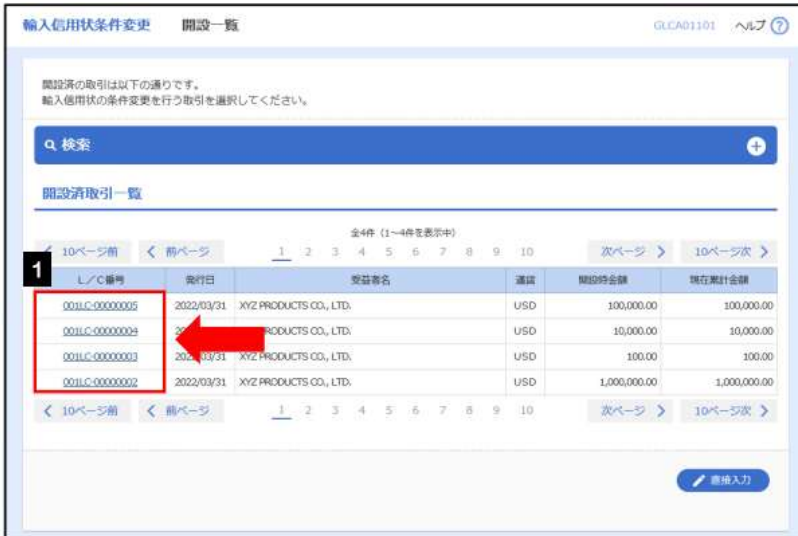 輸入信用状条件変更 開設一覧 GLCA01101 ヘルプ ?
開設済の取引は以下の通りです。
輸入信用状の条件変更を行う取引を選択してください。
検索
開設済取引一覧
全4件 (1~4件を表示中)
10ページ前 前ページ 1 2 3 4 5 6 7 8 9 10 次ページ 10ページ次
1
L/C番号 発行日 受益者名 通貨 開設時金額 現在累計金額
001LC-00000005 2022/03/31 XYZ PRODUCTS CO., LTD. USD 100,000.00 100,000.00
001LC-00000004 RODUCTS CO., LTD. USD 10,000.00 10,000.00
001LC-00000003 2022/03/31 XYZ PRODUCTS CO., LTD. USD 100.00 100.00
001LC-00000002 2022/03/31 XYZ PRODUCTS CO., LTD. USD 1,000,000.00 1,000,000.00
10ページ前 前ページ 1 2 3 4 5 6 7 8 9 10 次ページ 10ページ次
直接入力